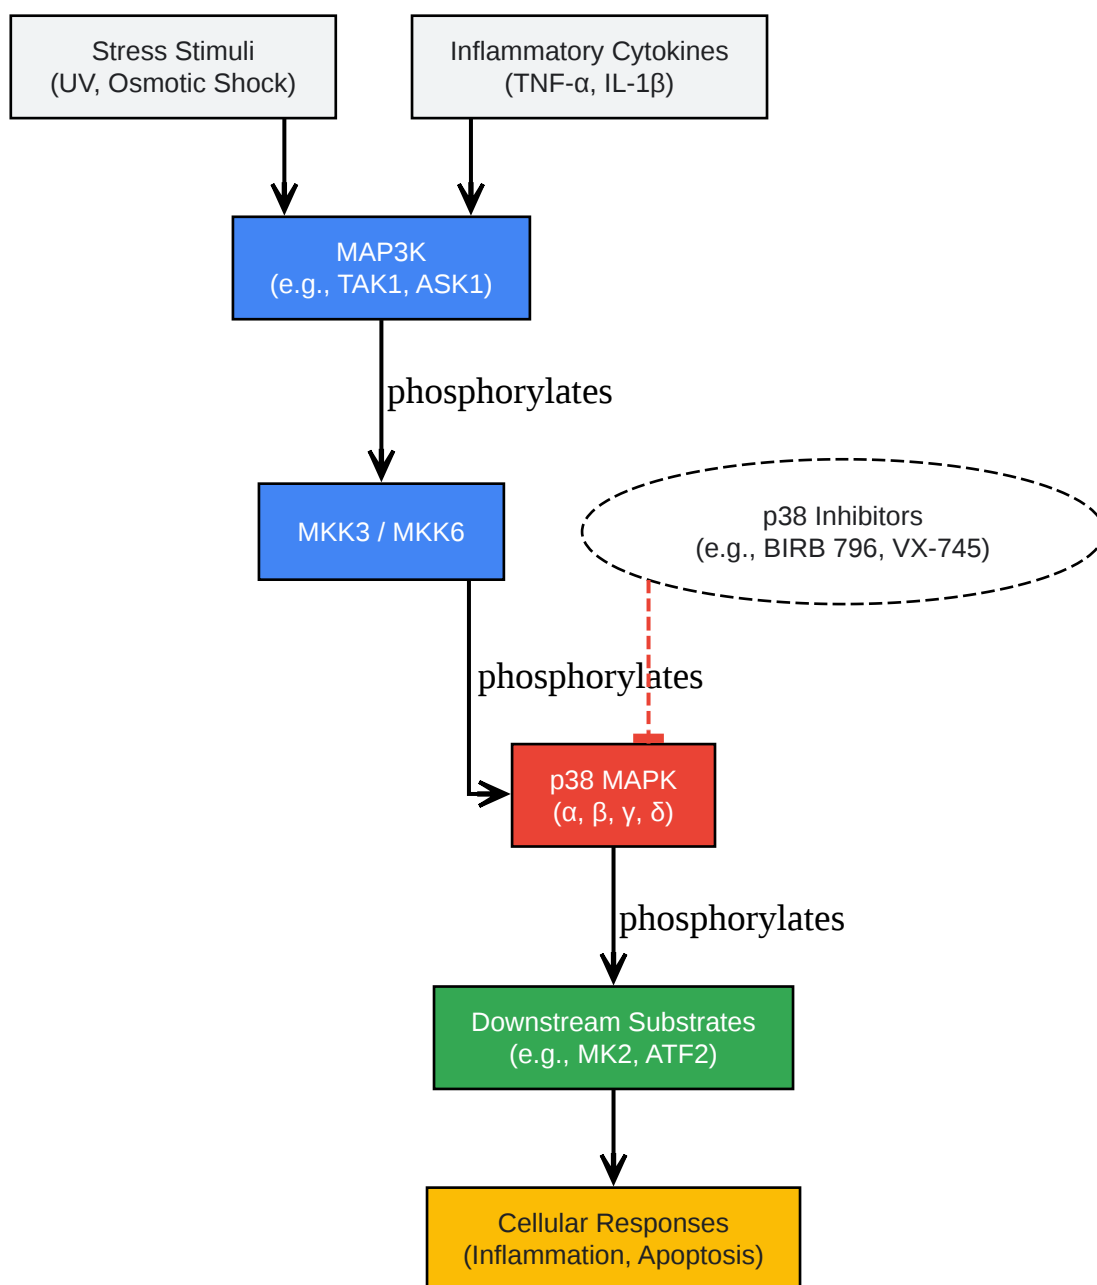 Stress Stimuli
(UV, Osmotic Shock)
Inflammatory Cytokines
(TNF-α, IL-1β)
MAP3K
(e.g., TAK1, ASK1)
phosphorylates
MKK3 / MKK6
p38 Inhibitors
(e.g., BIRB 796, VX-745)
phosphorylates
p38 MAPK
(α, β, γ, δ)
phosphorylates
Downstream Substrates
(e.g., MK2, ATF2)
Cellular Responses
(Inflammation, Apoptosis)